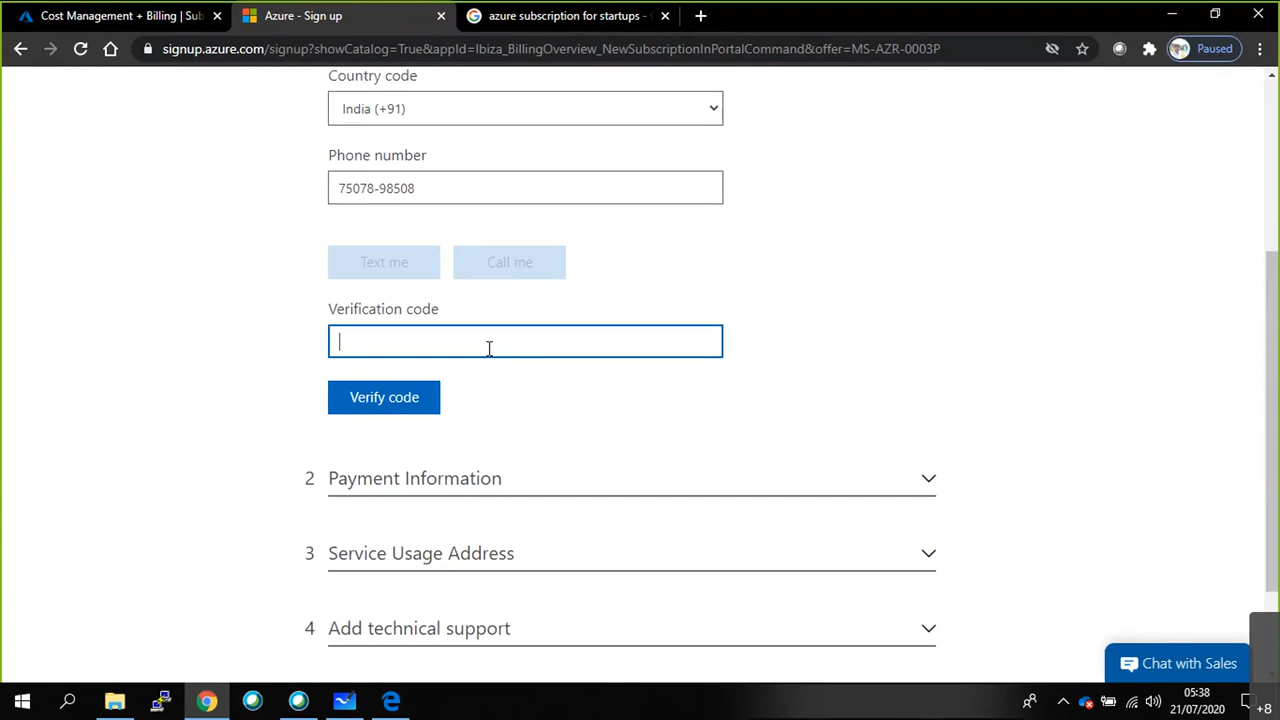 Cost Management + Billing | Sub
Azure - Sign up
azure subscription for startups -
signup.azure.com/signup?showCatalog=True&appId=Ibiza_BillingOverview_NewSubscriptionInPortalCommand&offer=MS-AZR-0003P
Paused
Country code
India (+91)
Phone number
75078-98508
Text me
Call me
Verification code
Verify code
2 Payment Information
3 Service Usage Address
4 Add technical support
Chat with Sales
05:38
21/07/2020
+8